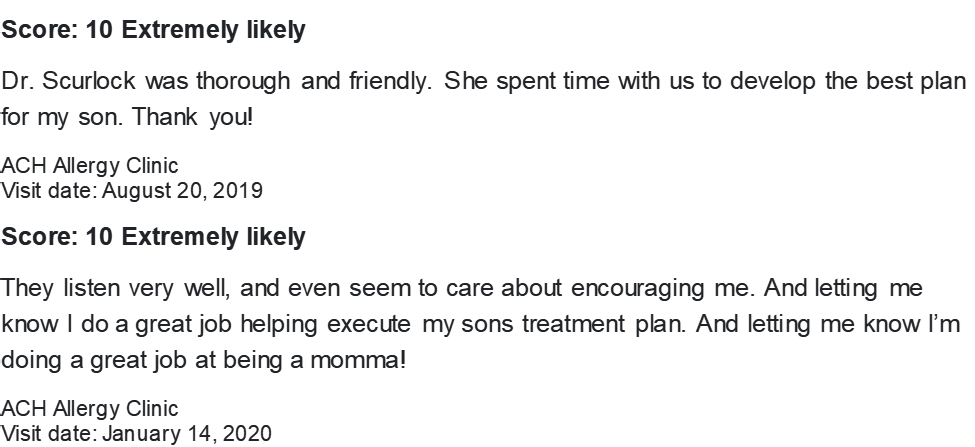 Score: 10 Extremely likely
Dr. Scurlock was thorough and friendly. She spent time with us to develop the best plan
for my son. Thank you!
ACH Allergy Clinic
Visit date: August 20, 2019
Score: 10 Extremely likely
They listen very well, and even seem to care about encouraging me. And letting me
know I do a great job helping execute my sons treatment plan. And letting me know I’m
doing a great job at being a momma!
ACH Allergy Clinic
Visit date: January 14, 2020